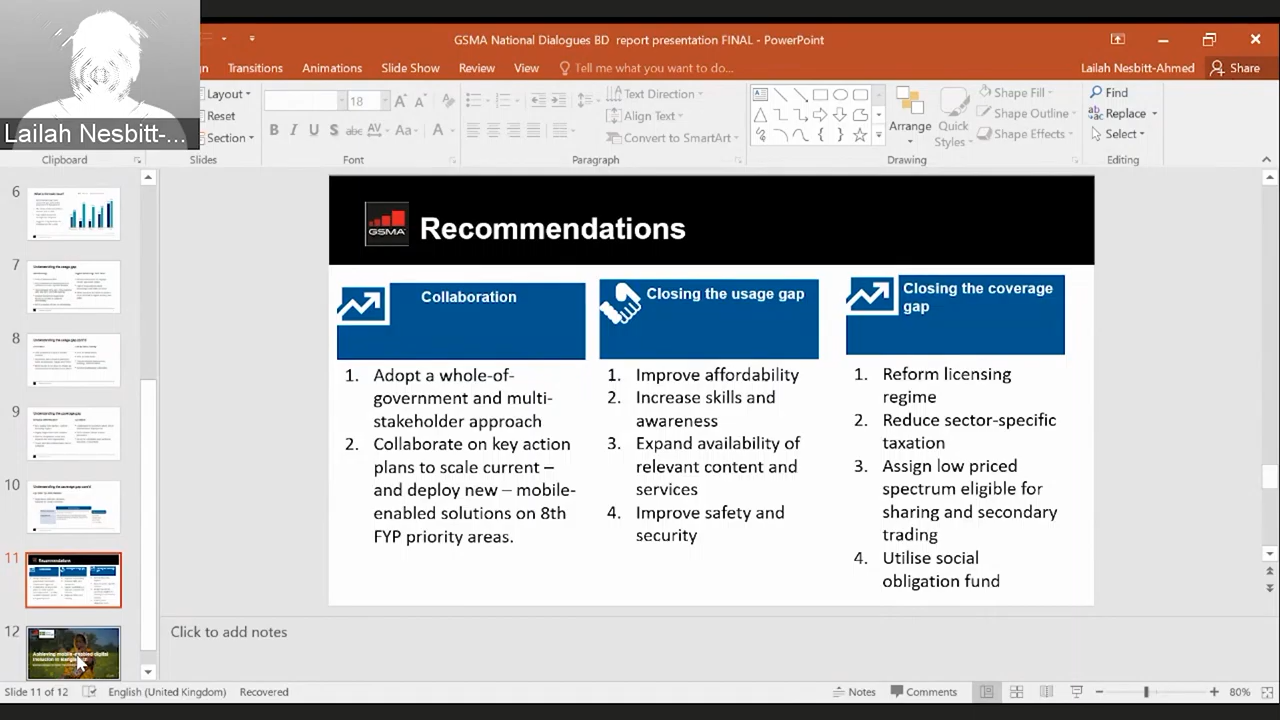 GSMA National Dialogues BD report presentation FINAL - PowerPoint
Transitions Animations Slide Show Review View Tell me what you want to do... Lailah Nesbitt-Ahmed Share
Lailah Nesbitt-...
Layout
Reset
Section
18
B I U S abc AV Aa A
Text Direction
Align Text
Convert to SmartArt
Arrange
Quick
Styles
Shape Fill
Shape Outline
Shape Effects
Find
Replace
Select
Clipboard Slides Font Paragraph Drawing Editing
6
7
8
9
10
11
12
GSMA
Recommendations
Collaboration
1. Adopt a whole-of-
government and multi-
stakeholder approach
2. Collaborate on key action
plans to scale current –
and deploy new – mobile-
enabled solutions on 8th
FYP priority areas.
Closing the usage gap
1. Improve affordability
2. Increase skills and
awareness
3. Expand availability of
relevant content and
services
4. Improve safety and
security
Closing the coverage
gap
1. Reform licensing
regime
2. Reduce sector-specific
taxation
3. Assign low priced
spectrum eligible for
sharing and secondary
trading
4. Utilise social
obligation fund
Click to add notes
Slide 11 of 12 English (United Kingdom) Recovered Notes Comments 80%